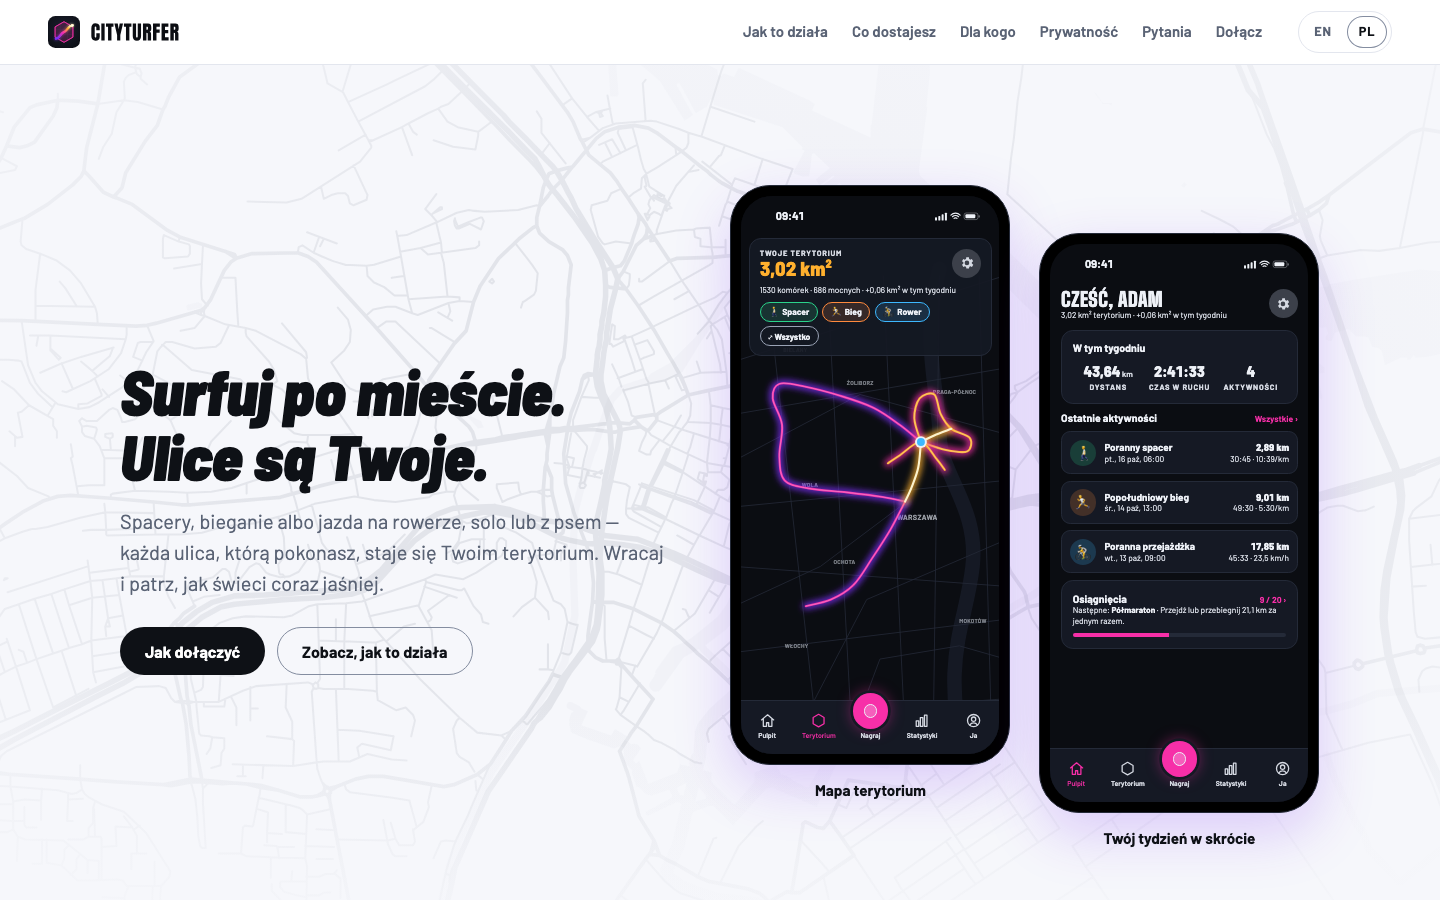 CITYTURFER
Jak to działa
Co dostajesz
Dla kogo
Prywatność
Pytania
Dołącz
EN
PL
Surfuj po mieście.
Ulice są Twoje.
Spacery, bieganie albo jazda na rowerze, solo lub z psem —
każda ulica, którą pokonasz, staje się Twoim terytorium. Wracaj
i patrz, jak świeci coraz jaśniej.
Jak dołączyć
Zobacz, jak to działa
09:41
TWOJE TERYTORIUM
3,02 km²
1530 komórek · 686 mocnych · +0,06 km² w tym tygodniu
Spacer
Bieg
Rower
Wszystko
ŻOLIBORZ
PRAGA-PÓŁNOC
WOLA
WARSZAWA
OCHOTA
MOKOTÓW
WŁOCHY
Pulpit
Terytorium
Nagraj
Statystyki
Ja
Mapa terytorium
09:41
CZEŚĆ, ADAM
3,02 km² terytorium · +0,06 km² w tym tygodniu
W tym tygodniu
43,64 km
2:41:33
4
DYSTANS
CZAS W RUCHU
AKTYWNOŚCI
Ostatnie aktywności
Wszystkie ›
Poranny spacer
2,89 km
pt., 16 paź, 06:00
30:45 · 10:39/km
Popołudniowy bieg
9,01 km
śr., 14 paź, 13:00
49:30 · 5:30/km
Poranna przejażdżka
17,85 km
wt., 13 paź, 09:00
45:33 · 23,5 km/h
Osiągnięcia
9 / 20 ›
Następne: Półmaraton · Przejdź lub przebiegnij 21,1 km za
jednym razem.
Pulpit
Terytorium
Nagraj
Statystyki
Ja
Twój tydzień w skrócie